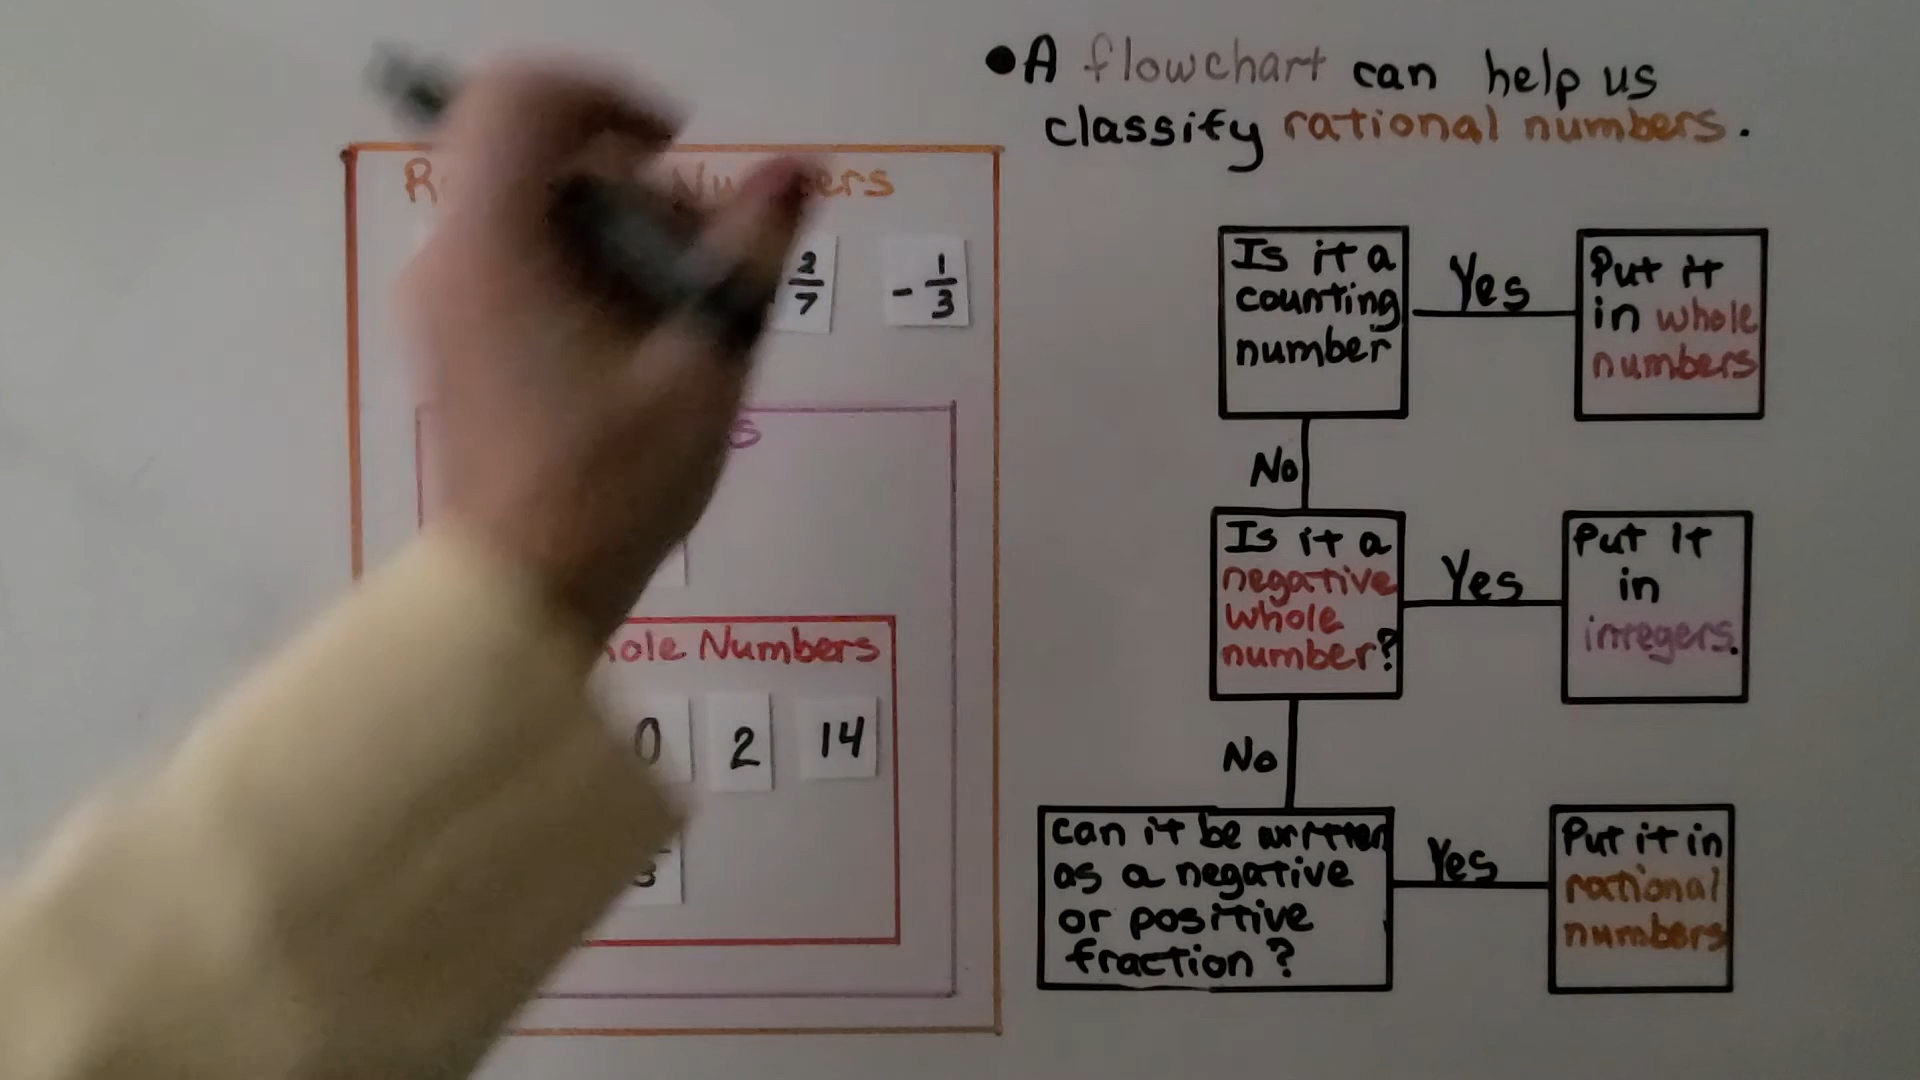 • A flowchart can help us
classify rational numbers.
2/7 - 1/3
Whole Numbers
0 2 14
3
Is it a
counting
number
Yes
Put it
in whole
numbers
No
Is it a
negative
whole
number?
Yes
Put it
in
integers.
No
Can it be written
as a negative
or positive
fraction?
Yes
Put it in
rational
numbers